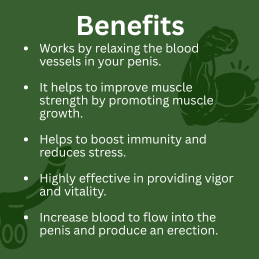 Benefits
• Works by relaxing the blood
vessels in your penis.
• It helps to improve muscle
strength by promoting muscle
growth.
• Helps to boost immunity and
reduces stress.
• Highly effective in providing vigor
and vitality.
• Increase blood to flow into the
penis and produce an erection.